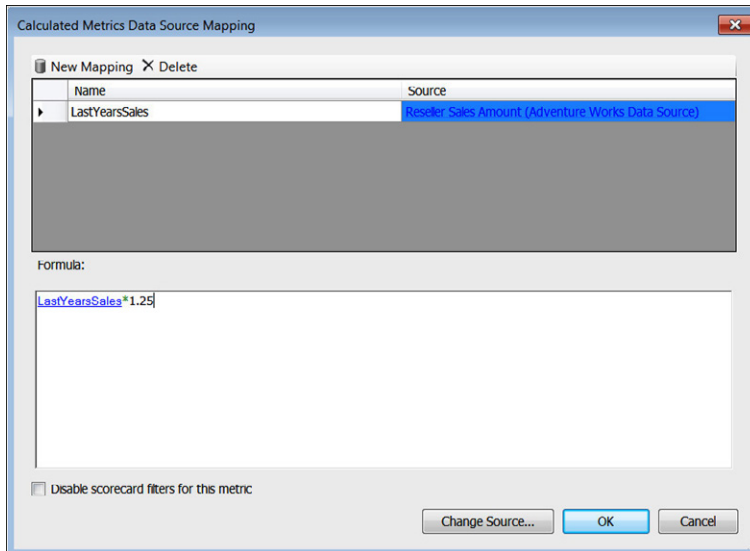 Calculated Metrics Data Source Mapping
New Mapping Delete
Name Source
LastYearsSales Reseller Sales Amount (Adventure Works Data Source)
Formula:
LastYearsSales*1.25
Disable scorecard filters for this metric
Change Source... OK Cancel